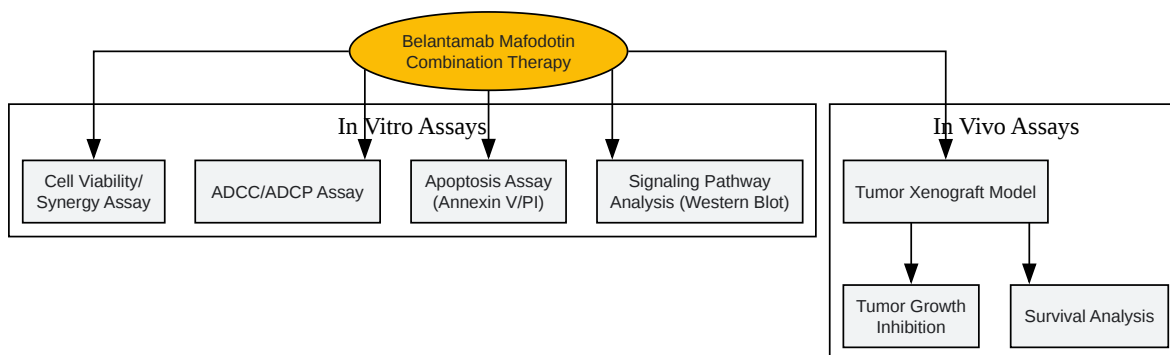 Belantamab Mafodotin
Combination Therapy
In Vitro Assays
In Vivo Assays
Cell Viability/
Synergy Assay
ADCC/ADCP Assay
Apoptosis Assay
(Annexin V/PI)
Signaling Pathway
Analysis (Western Blot)
Tumor Xenograft Model
Tumor Growth
Inhibition
Survival Analysis